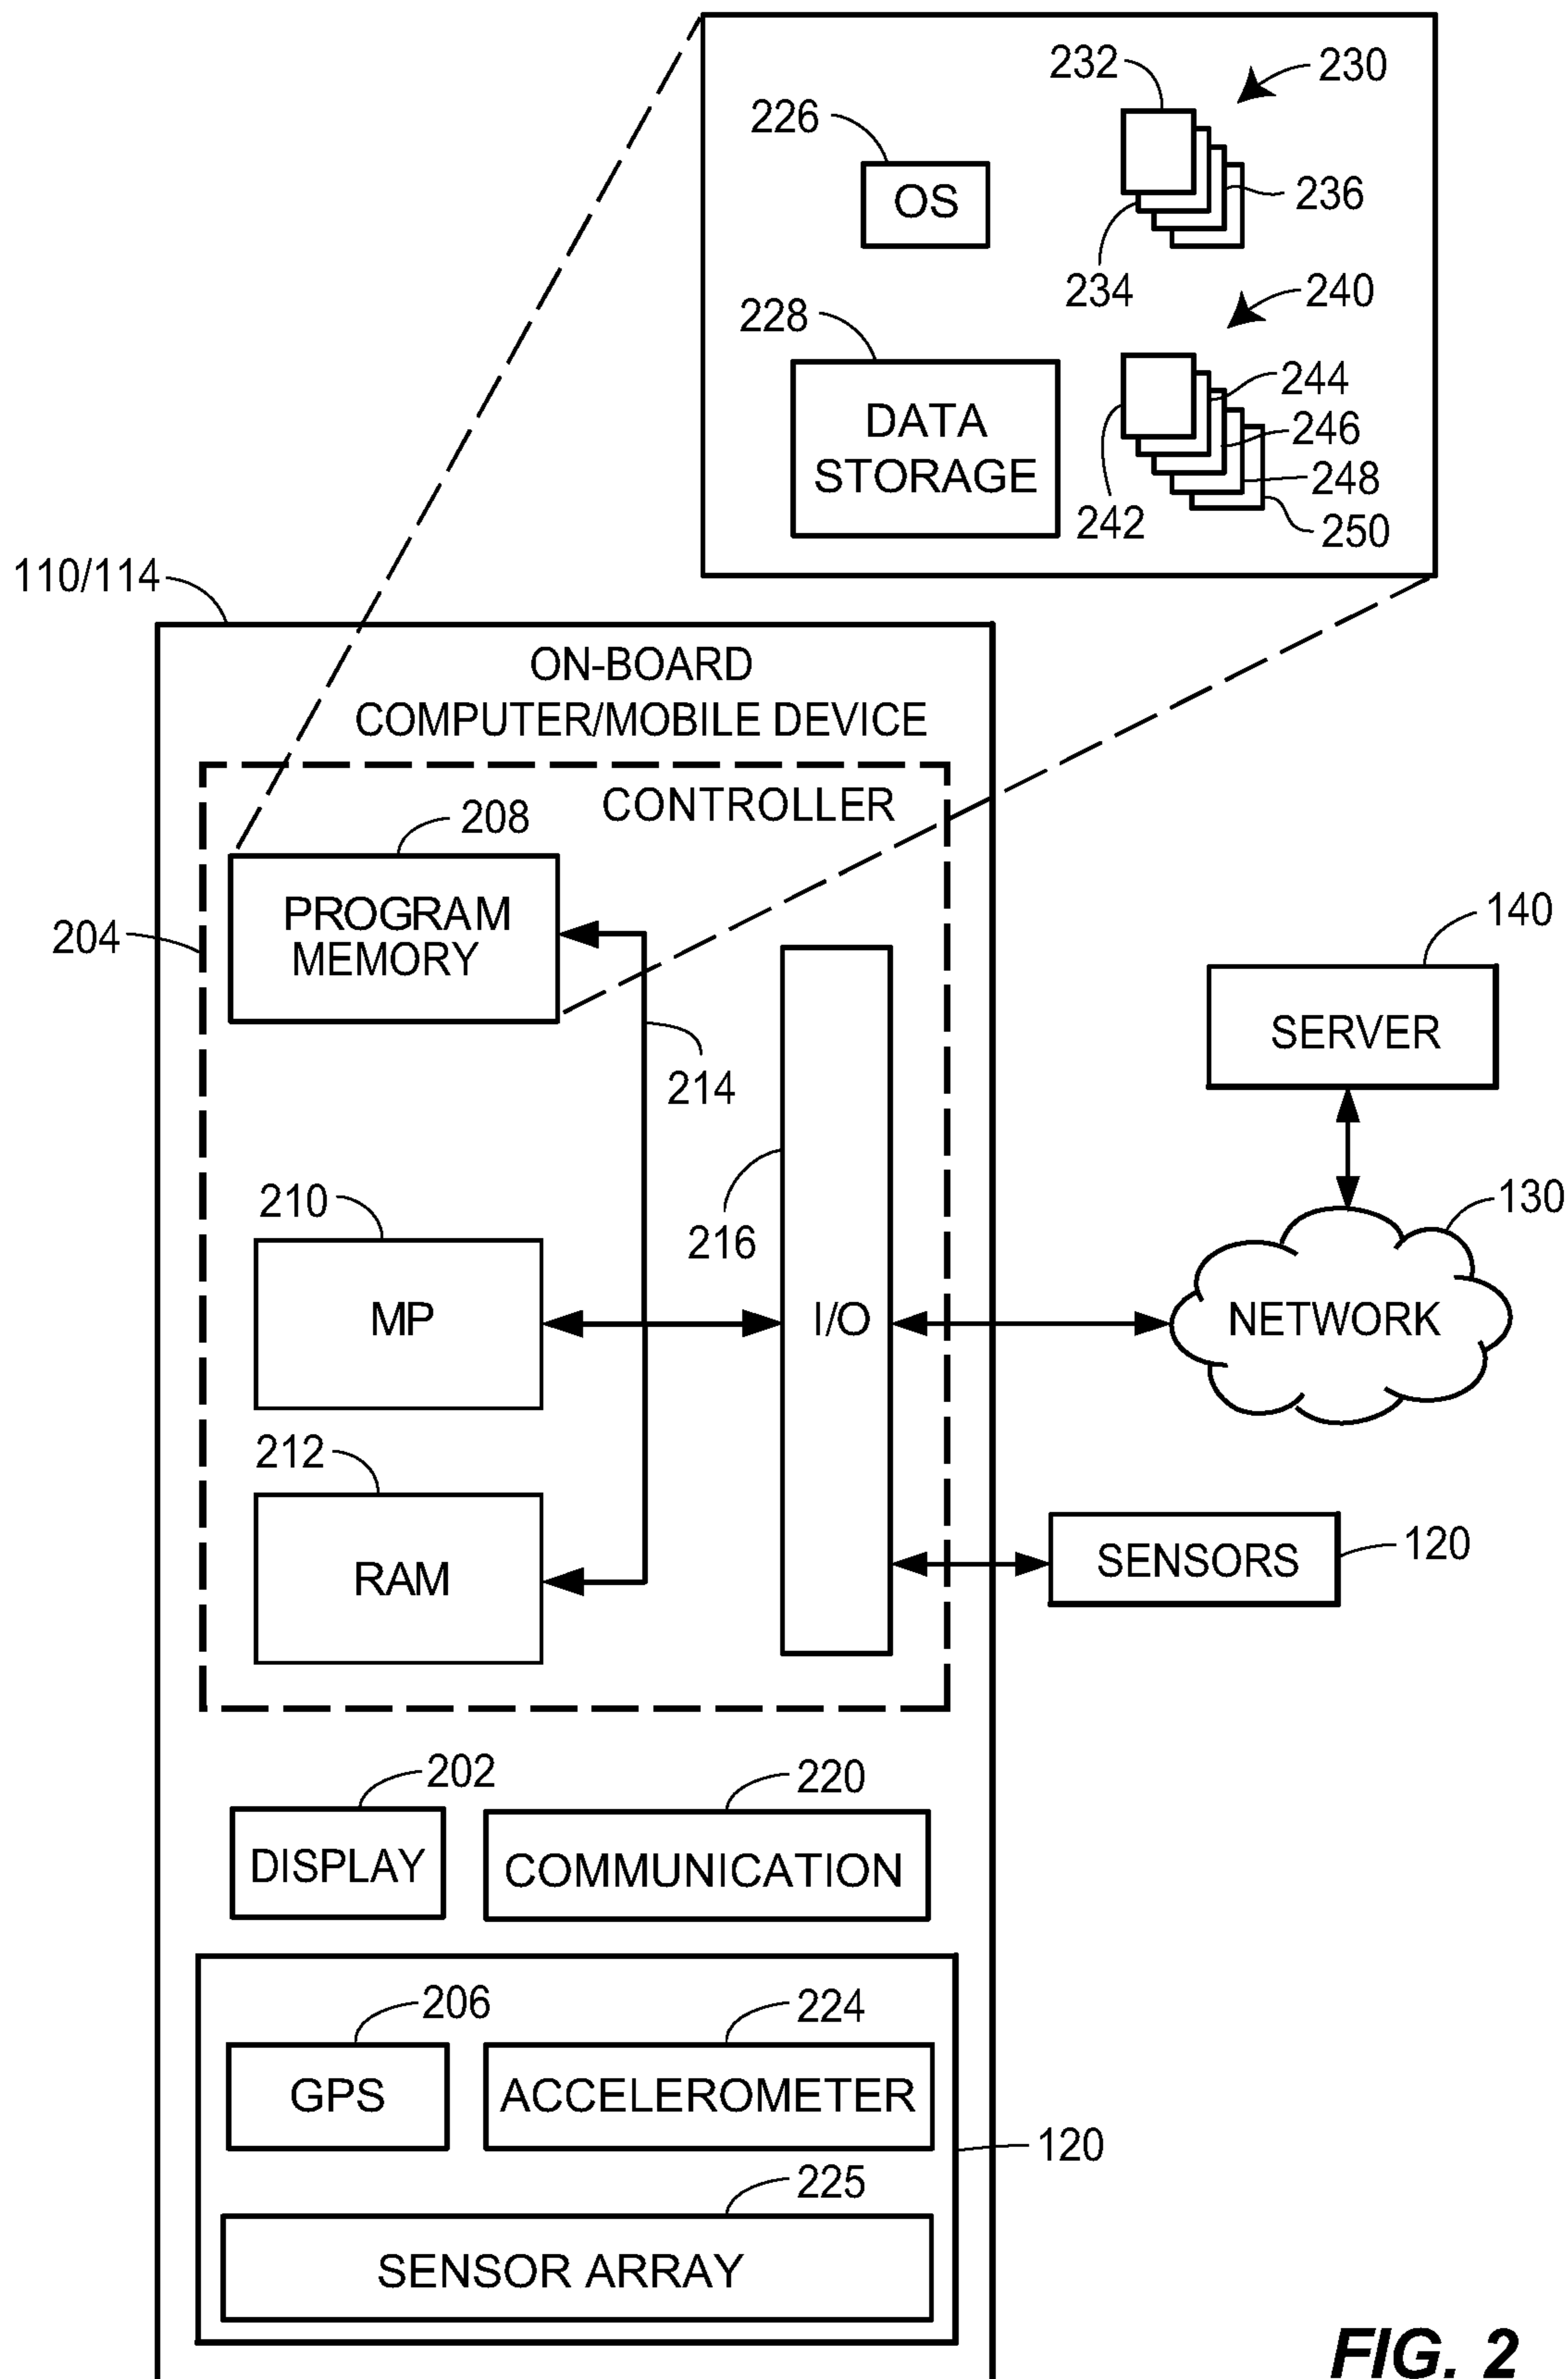 232
230
226
OS
236
234
240
228
244
DATA
STORAGE
246
248
242
250
110/114
ON-BOARD
COMPUTER/MOBILE DEVICE
CONTROLLER
208
PROGRAM
MEMORY
204
140
SERVER
214
210
216
130
MP
I/O
NETWORK
212
RAM
SENSORS
120
202
220
DISPLAY
COMMUNICATION
206
224
GPS
ACCELEROMETER
120
225
SENSOR ARRAY
FIG. 2